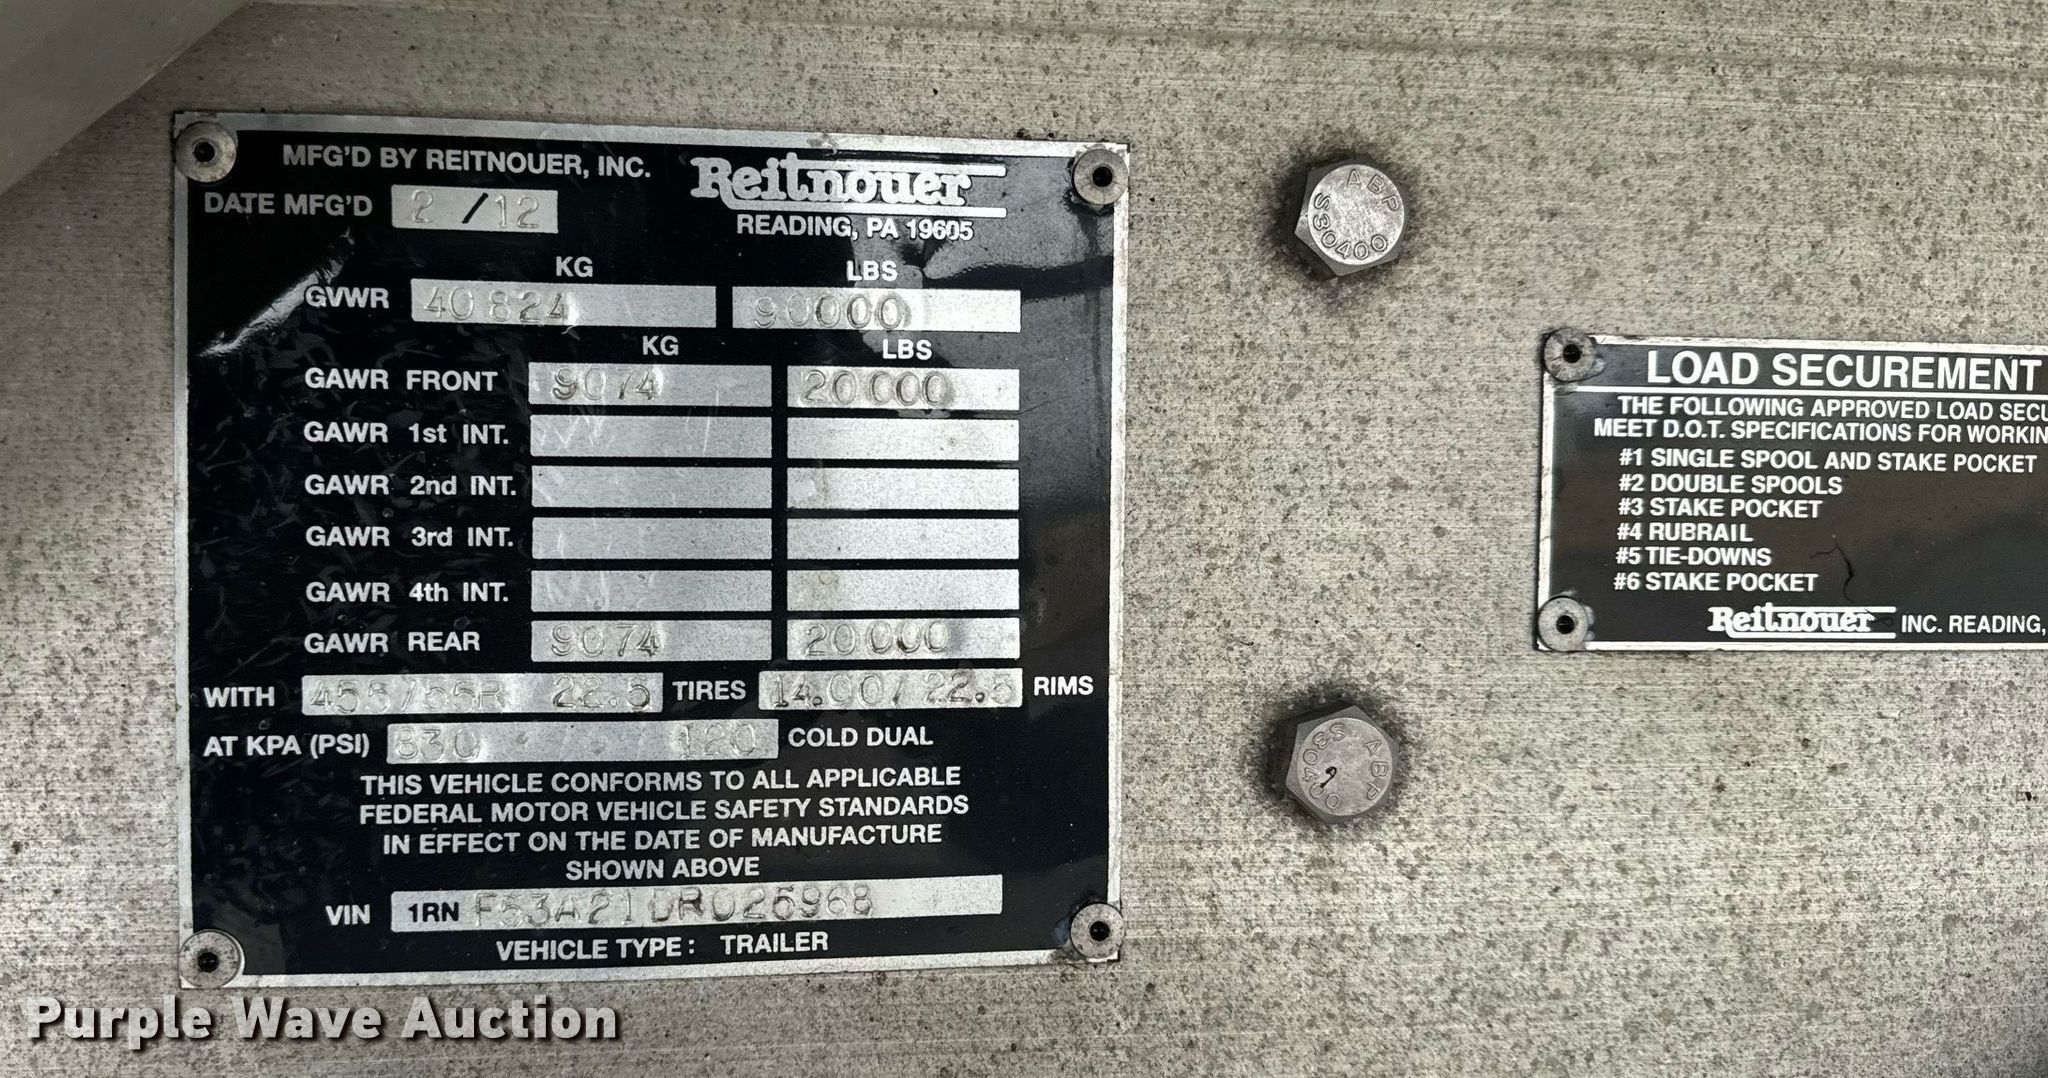 MFG'D BY REITNOUER, INC.
Reitnouer
DATE MFG'D 2 /12
READING, PA 19605
KG LBS
GVWR 40824 90000
KG LBS
GAWR FRONT 9074 20000
GAWR 1st INT.
GAWR 2nd INT.
GAWR 3rd INT.
GAWR 4th INT.
GAWR REAR 9074 20000
WITH 455/55R 22.5 TIRES 14.00/22.5 RIMS
AT KPA (PSI) 830 120 COLD DUAL
THIS VEHICLE CONFORMS TO ALL APPLICABLE
FEDERAL MOTOR VEHICLE SAFETY STANDARDS
IN EFFECT ON THE DATE OF MANUFACTURE
SHOWN ABOVE
VIN 1RN F53A21DR026968
VEHICLE TYPE: TRAILER
ABP
S30400
ABP
S30400
LOAD SECUREMENT
THE FOLLOWING APPROVED LOAD SECU
MEET D.O.T. SPECIFICATIONS FOR WORKIN
#1 SINGLE SPOOL AND STAKE POCKET
#2 DOUBLE SPOOLS
#3 STAKE POCKET
#4 RUBRAIL
#5 TIE-DOWNS
#6 STAKE POCKET
Reitnouer INC. READING,
Purple Wave Auction